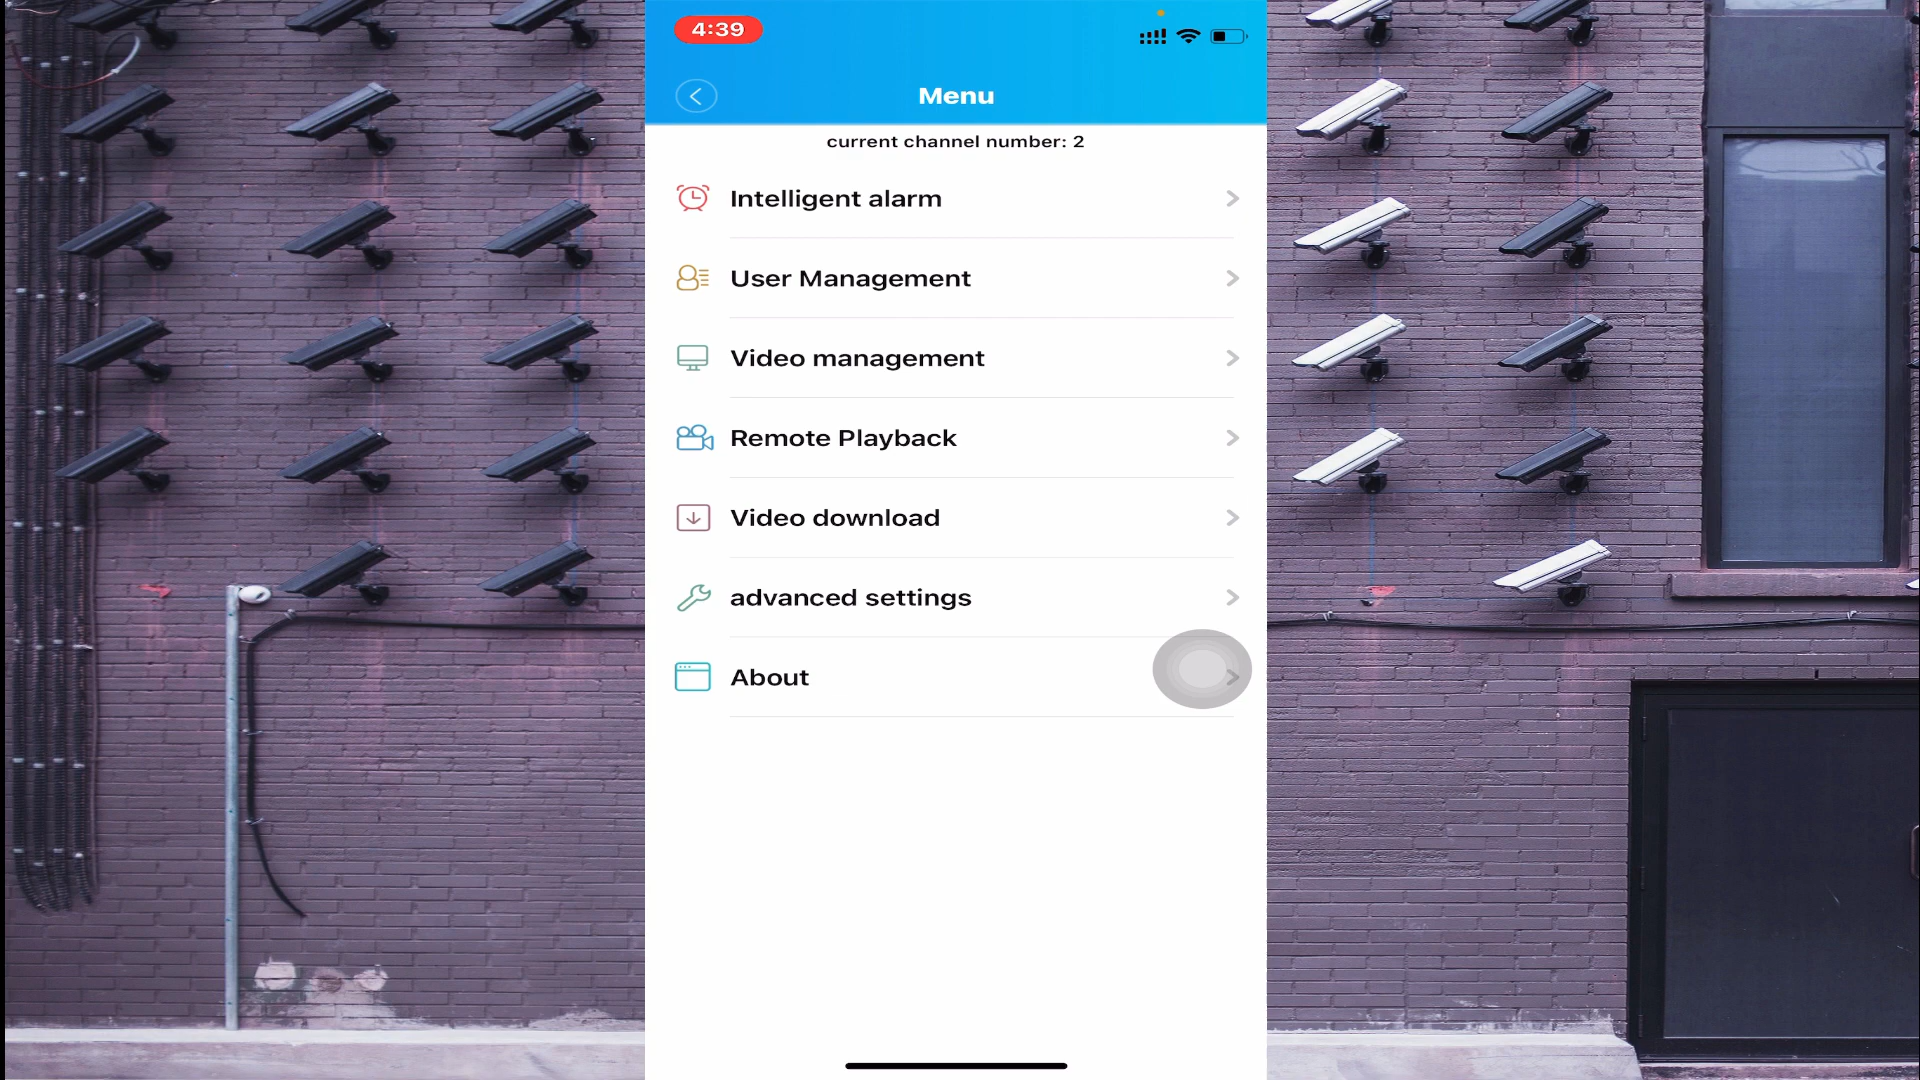 4:39
Menu
current channel number: 2
Intelligent alarm
User Management
Video management
Remote Playback
Video download
advanced settings
About